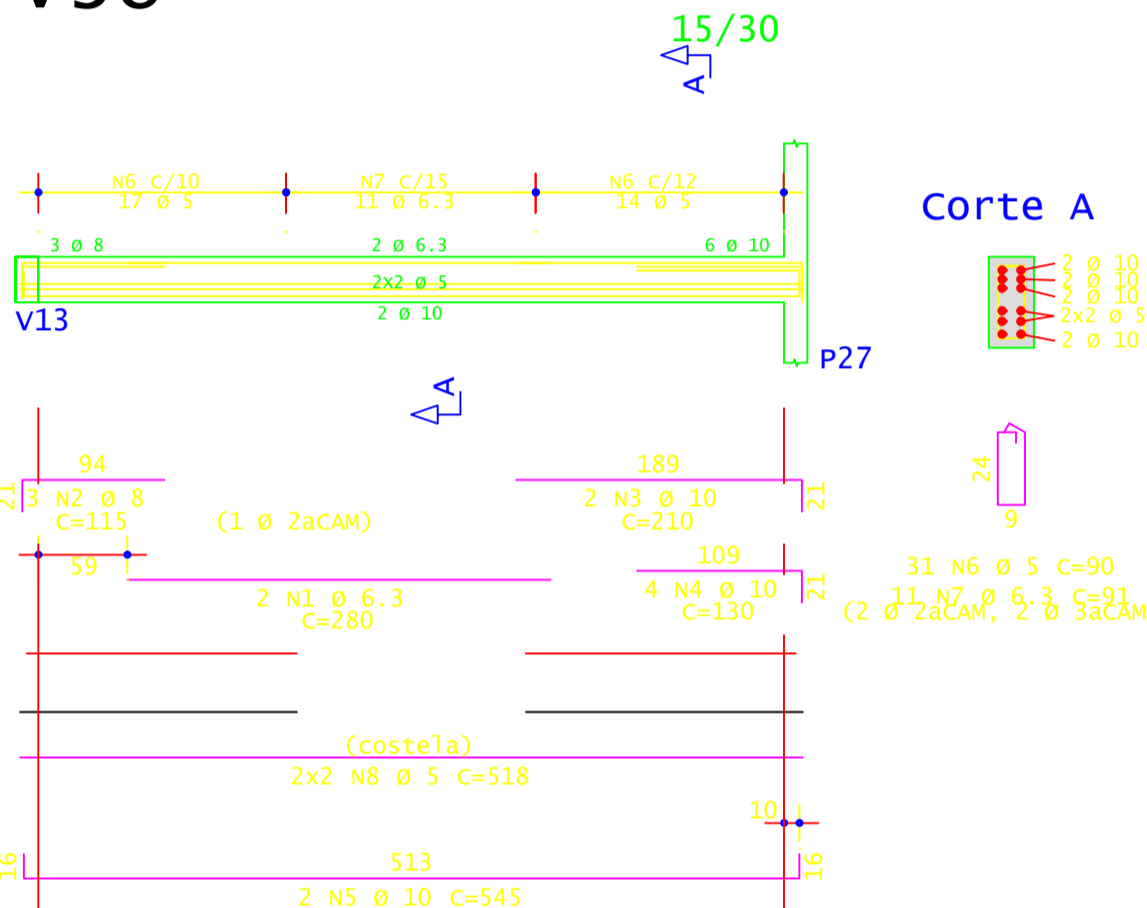 15/30
A
N6 C/10
17 Ø 5
N7 C/15
11 Ø 6.3
N6 C/12
14 Ø 5
3 Ø 8
2 Ø 6.3
6 Ø 10
2x2 Ø 5
2 Ø 10
V13
P27
A
Corte A
2 Ø 10
2 Ø 10
2 Ø 10
2x2 Ø 5
2 Ø 10
94
21
3 N2 Ø 8
C=115
(1 Ø 2aCAM)
189
2 N3 Ø 10
C=210
21
24
9
59
2 N1 Ø 6.3
C=280
109
4 N4 Ø 10
C=130
21
31 N6 Ø 5 C=90
11 N7 Ø 6.3 C=91
(2 Ø 2aCAM, 2 Ø 3aCAM
(costela)
2x2 N8 Ø 5 C=518
10
16
513
16
2 N5 Ø 10 C=545